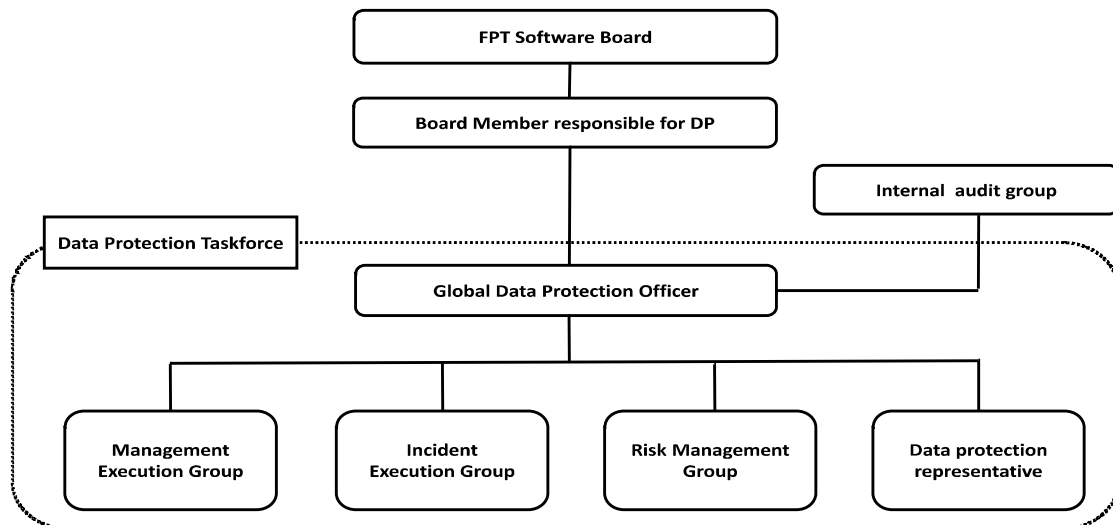 FPT Software Board
Board Member responsible for DP
Internal audit group
Data Protection Taskforce
Global Data Protection Officer
Management
Execution Group
Incident
Execution Group
Risk Management
Group
Data protection
representative